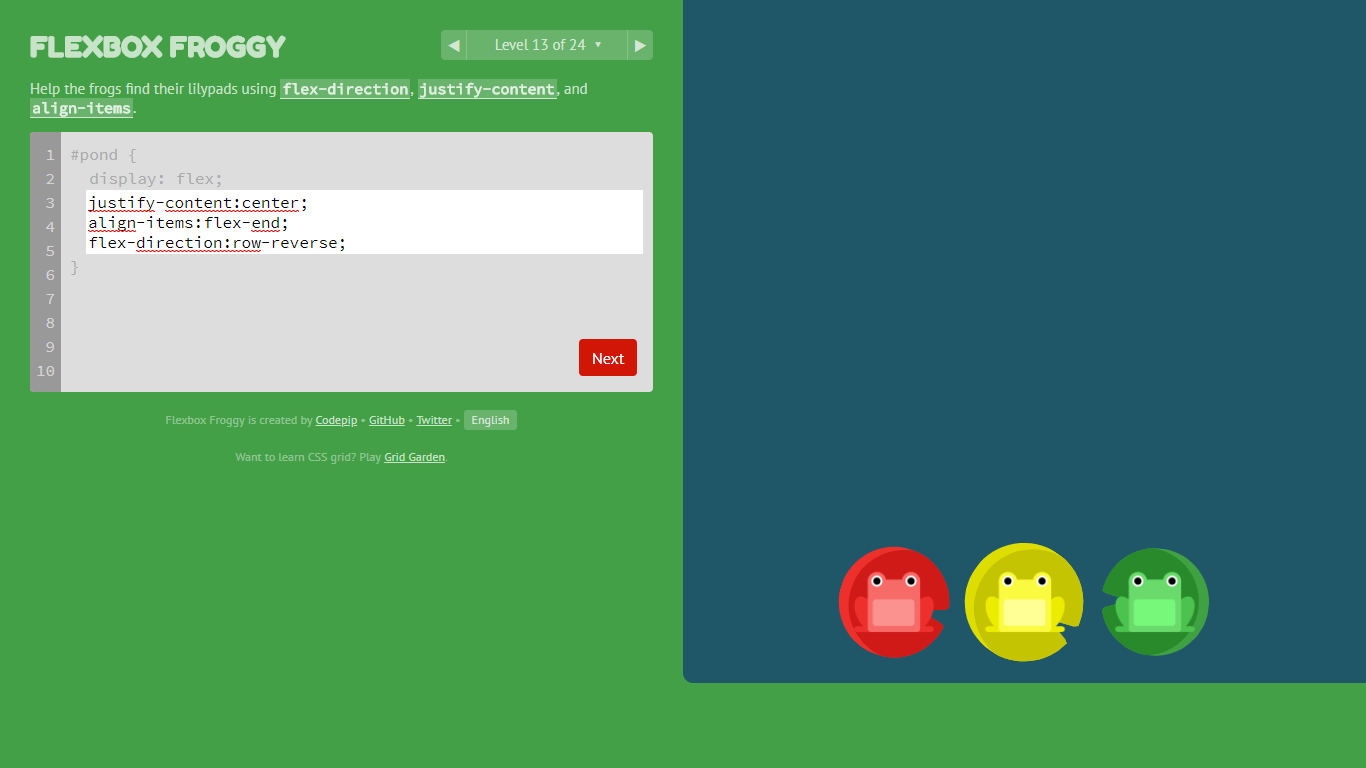 FLEXBOX FROGGY
◀ Level 13 of 24 ▼ ▶
Help the frogs find their lilypads using flex-direction, justify-content, and
align-items.
1 #pond {
2 display: flex;
3 justify-content:center;
4 align-items:flex-end;
5 flex-direction:row-reverse;
6 }
7
8
9
10
Next
Flexbox Froggy is created by Codepip • GitHub • Twitter • English
Want to learn CSS grid? Play Grid Garden.